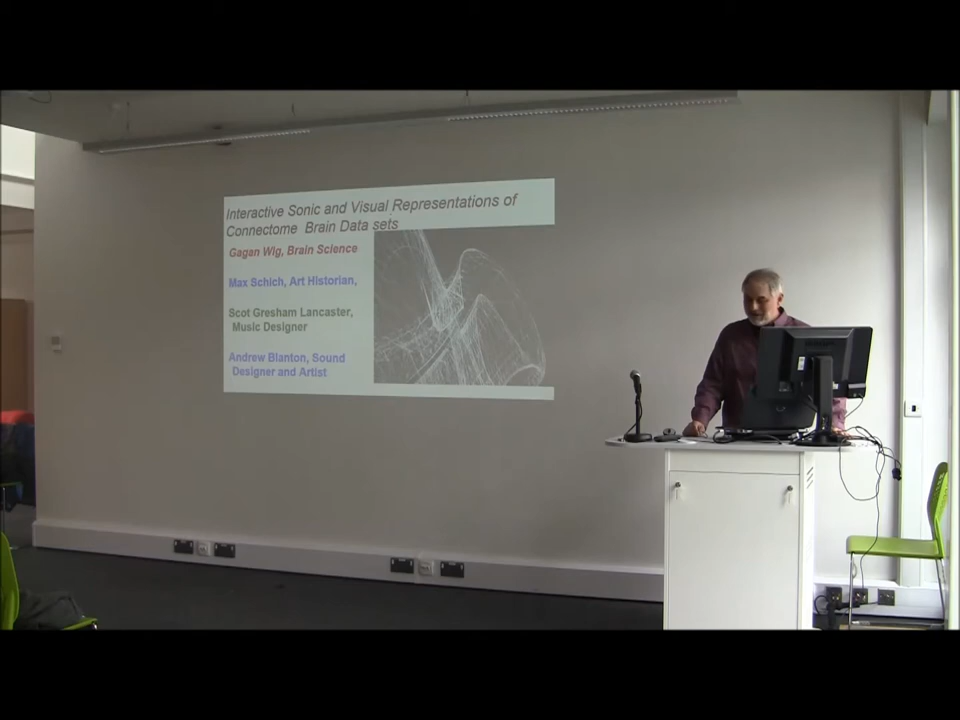 Interactive Sonic and Visual Representations of
Connectome Brain Data sets
Gagan Wig, Brain Science
Max Schich, Art Historian,
Scot Gresham Lancaster,
Music Designer
Andrew Blanton, Sound
Designer and Artist